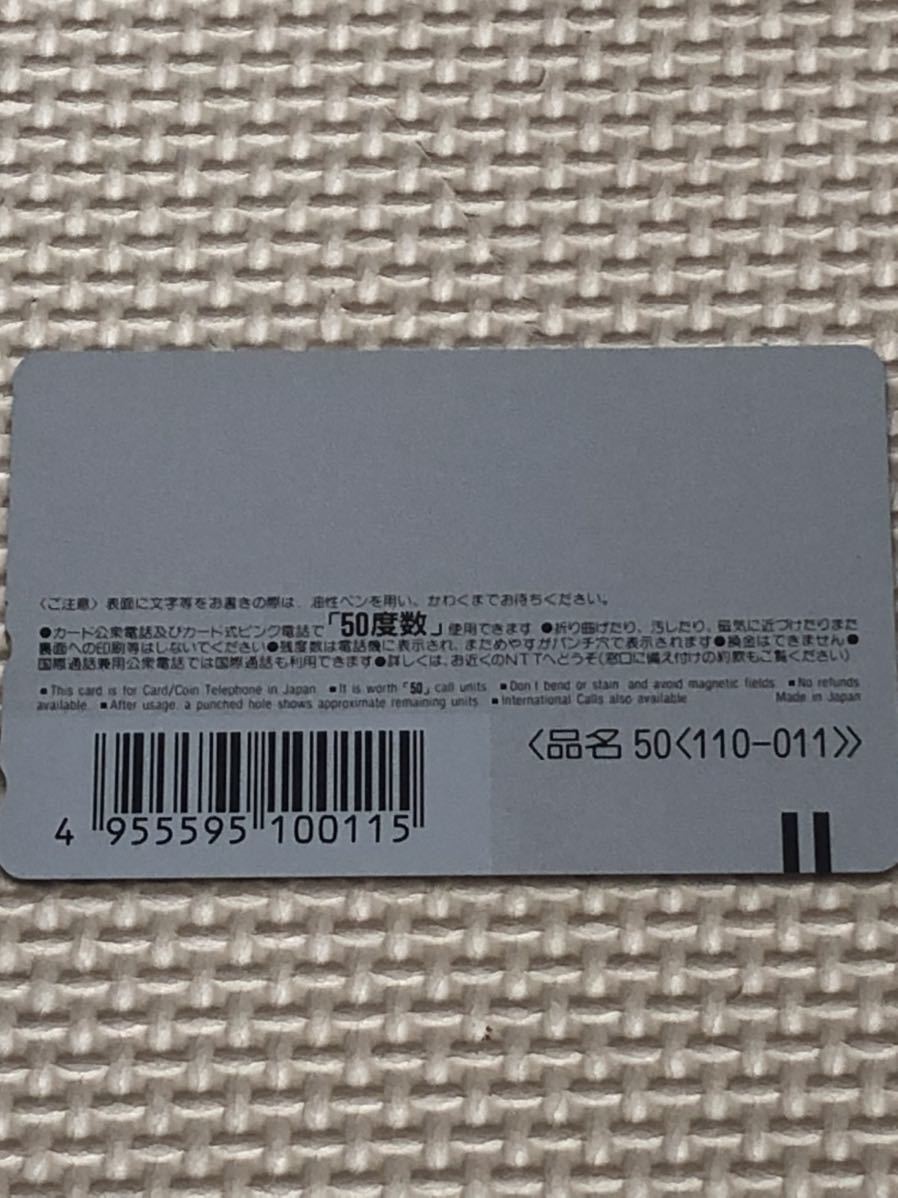 〈ご注意〉表面に文字等をお書きの際は、油性ペンを用い、かわくまでお待ちください。
●カード公衆電話及びカード式ピンク電話で「50度数」使用できます ●折り曲げたり、汚したり、磁気に近づけたりまた
裏面への印刷等はしないでください●残度数は電話機に表示され、まためやすがパンチ穴で表示されます●換金はできません●
国際通話兼用公衆電話では国際通話も利用できます●詳しくは、お近くのNTTへどうぞ(窓口に備え付けの約款もご覧ください)
■This card is for Card/Coin Telephone in Japan. ■It is worth「50」call units ■Don't bend or stain, and avoid magnetic fields. ■No refunds
available. ■After usage, a punched hole shows approximate remaining units. ■International Calls also available. Made in Japan
〈品名 50〈110-011〉〉
4 955595 100115